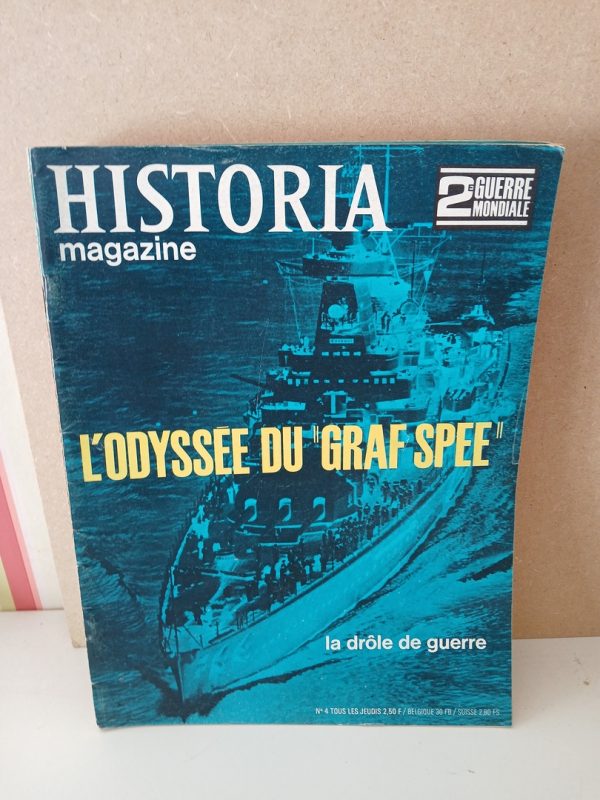 HISTORIA
magazine
2E GUERRE
MONDIALE
L'ODYSSÉE DU "GRAF SPEE"
la drôle de guerre
N° 4 TOUS LES JEUDIS 2,50 F / BELGIQUE 30 FB / SUISSE 2,80 FS